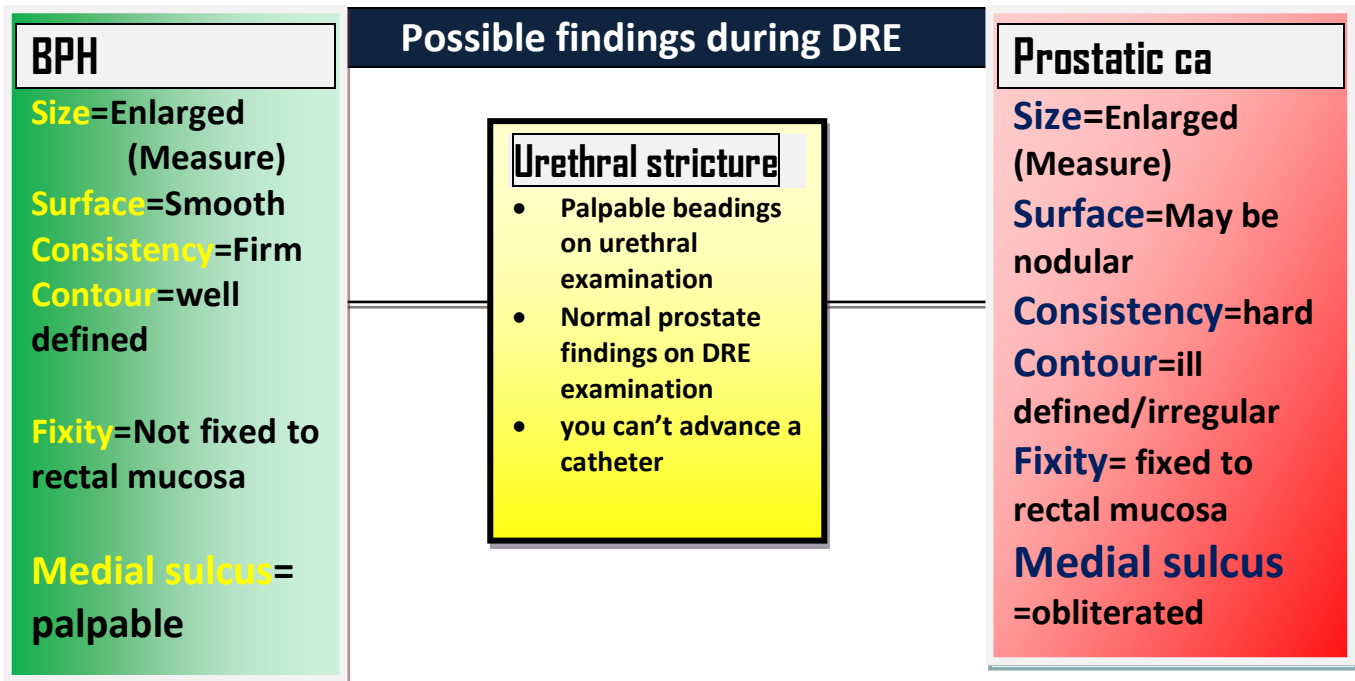 Possible findings during DRE
BPH
Size=Enlarged
(Measure)
Surface=Smooth
Consistency=Firm
Contour=well
defined
Fixity=Not fixed to
rectal mucosa
Medial sulcus=
palpable
Urethral stricture
• Palpable beadings
on urethral
examination
• Normal prostate
findings on DRE
examination
• you can’t advance a
catheter
Prostatic ca
Size=Enlarged
(Measure)
Surface=May be
nodular
Consistency=hard
Contour=ill
defined/irregular
Fixity= fixed to
rectal mucosa
Medial sulcus
=obliterated